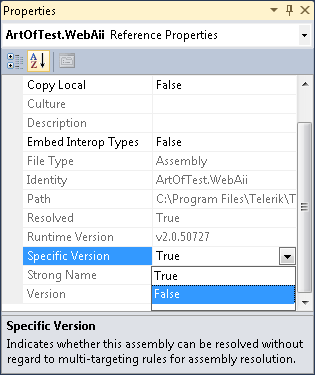 Properties
ArtOfTest.WebAii Reference Properties
Copy Local False
Culture
Description
Embed Interop Types False
File Type Assembly
Identity ArtOfTest.WebAii
Path C:\Program Files\Telerik\T
Resolved True
Runtime Version v2.0.50727
Specific Version True
Strong Name True
Version False
Specific Version
Indicates whether this assembly can be resolved without
regard to multi-targeting rules for assembly resolution.